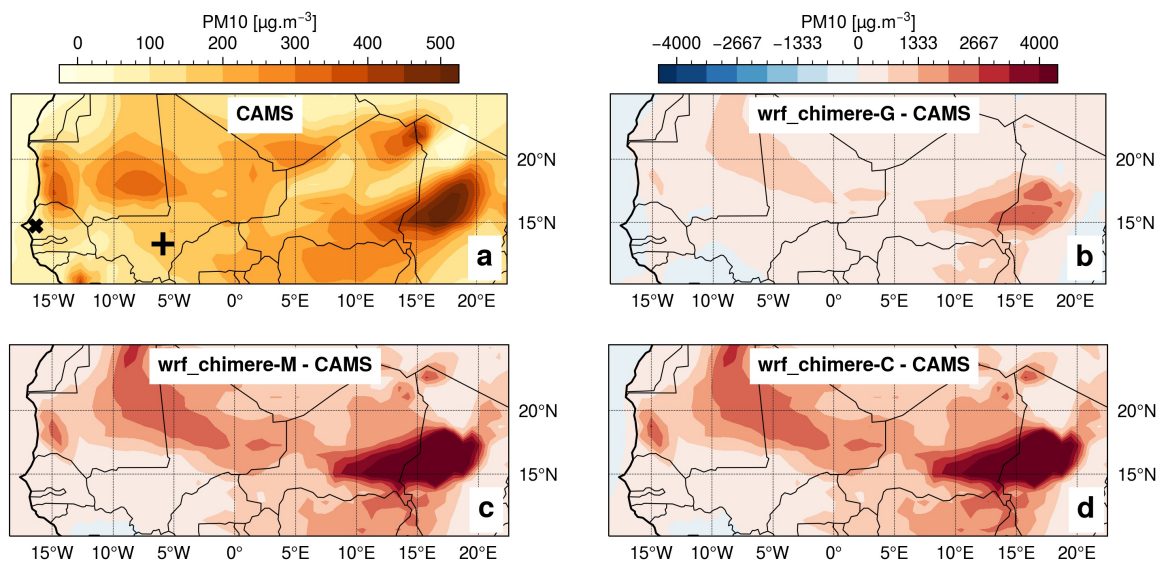 PM10 [µg.m−3]
0 100 200 300 400 500
PM10 [µg.m−3]
−4000 −2667 −1333 0 1333 2667 4000
CAMS
a
20°N
15°N
15°W 10°W 5°W 0° 5°E 10°E 15°E 20°E
wrf_chimere-G - CAMS
b
20°N
15°N
15°W 10°W 5°W 0° 5°E 10°E 15°E 20°E
wrf_chimere-M - CAMS
c
20°N
15°N
15°W 10°W 5°W 0° 5°E 10°E 15°E 20°E
wrf_chimere-C - CAMS
d
20°N
15°N
15°W 10°W 5°W 0° 5°E 10°E 15°E 20°E